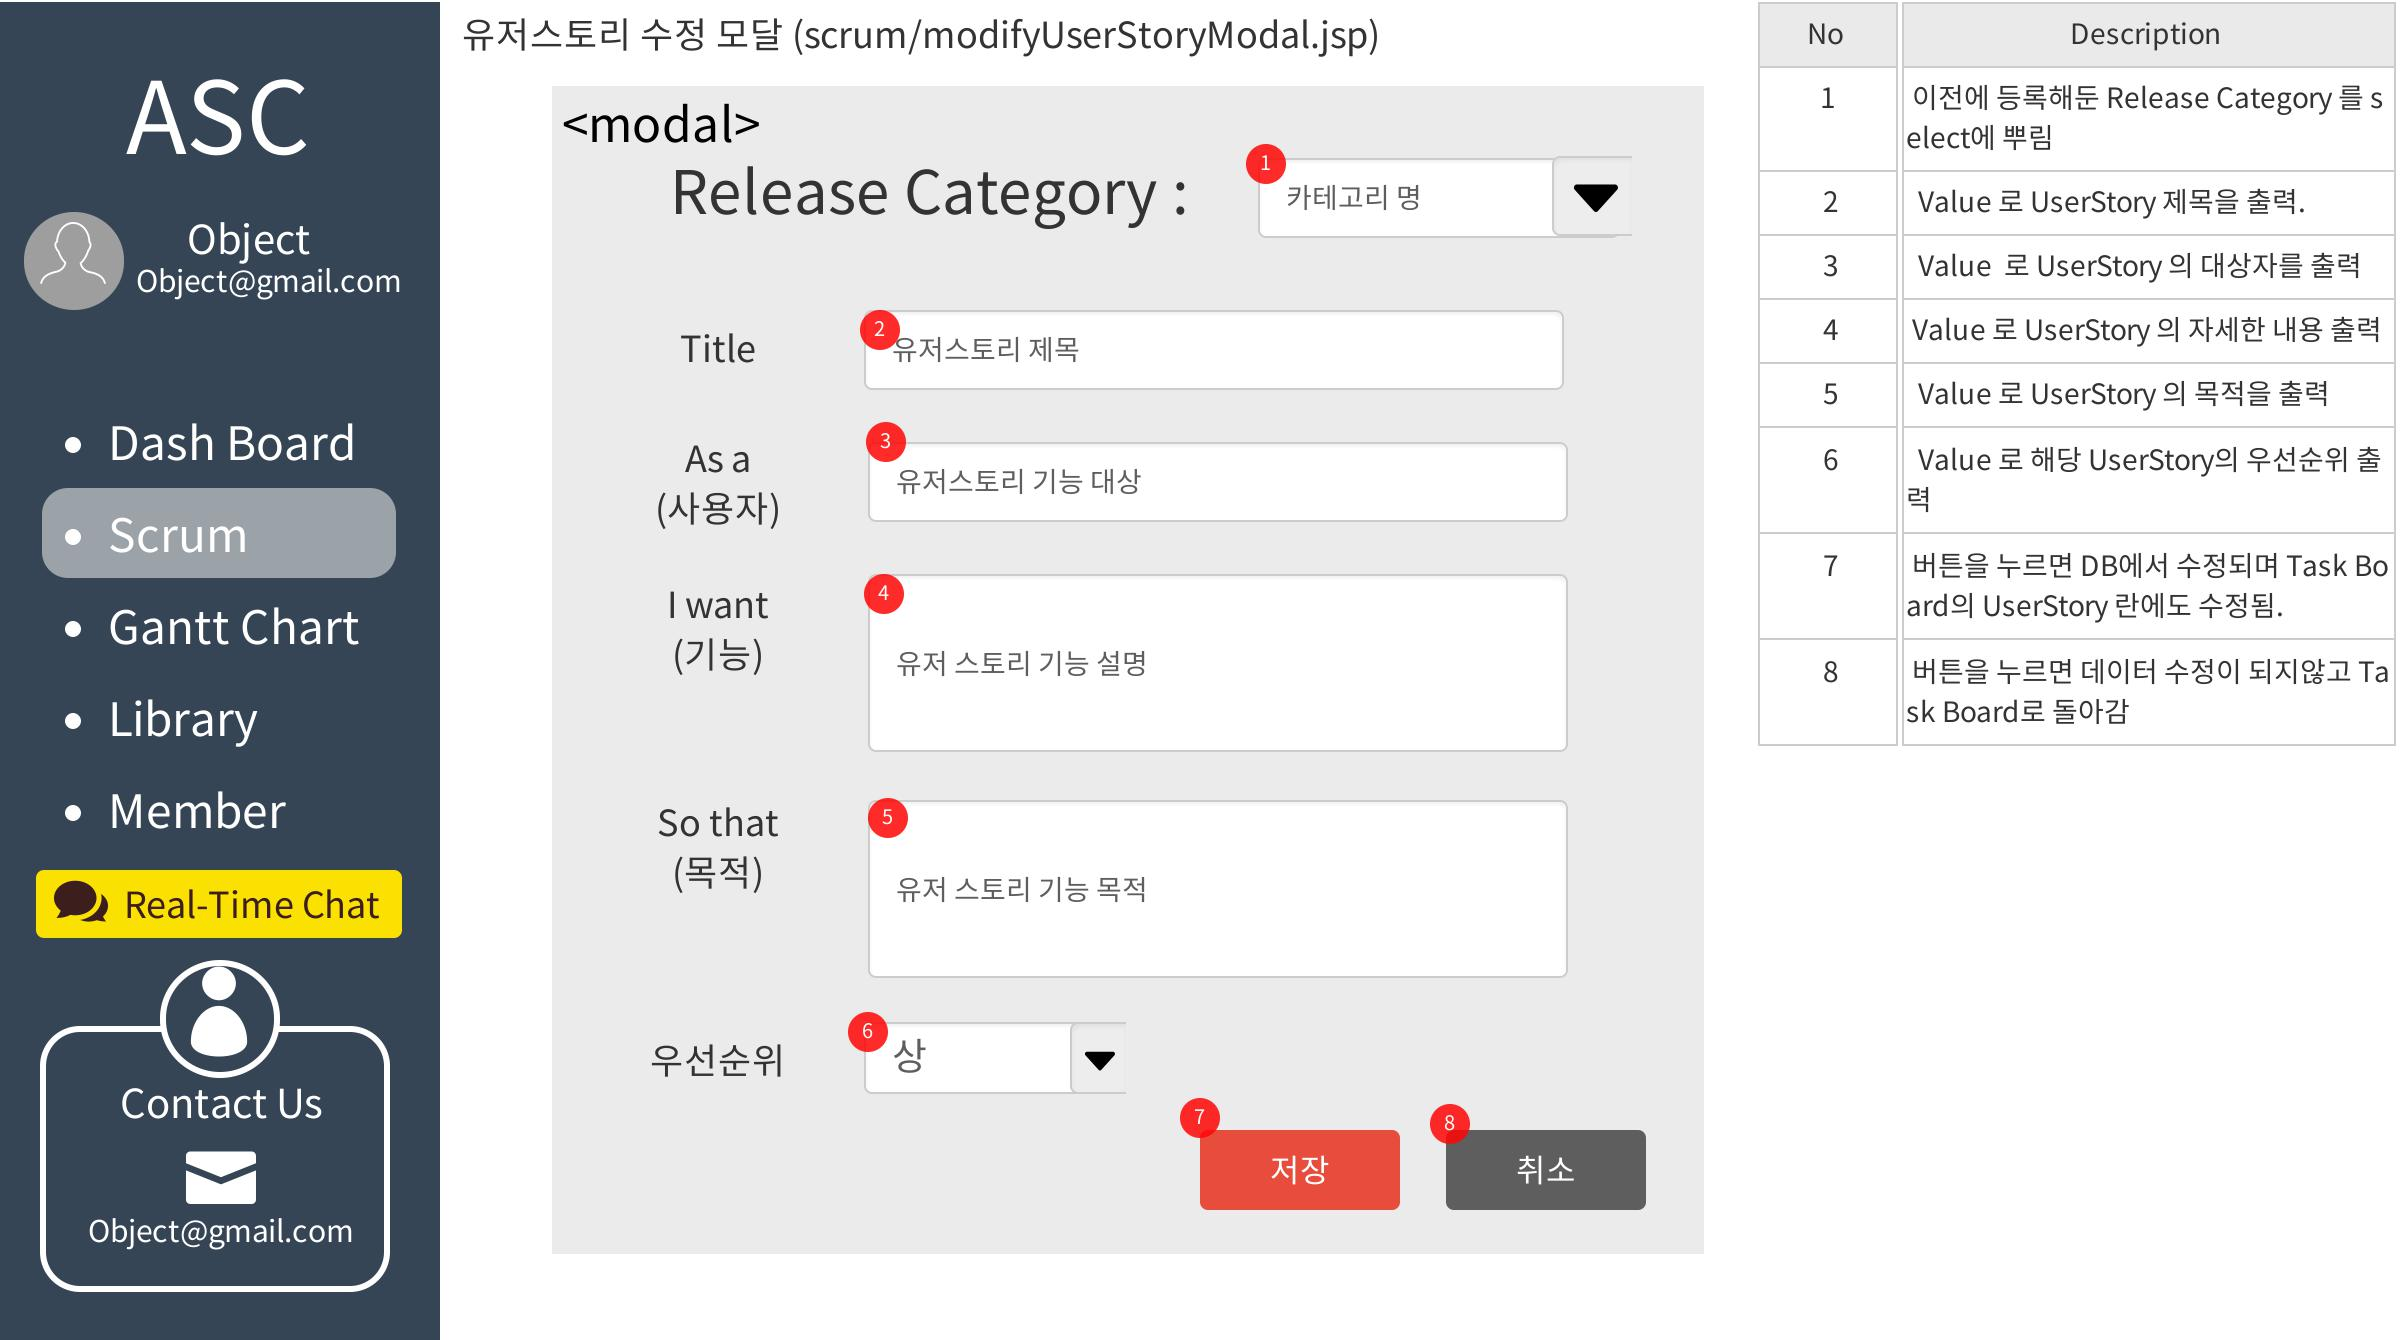 ASC
Object
Object@gmail.com
Dash Board
Scrum
Gantt Chart
Library
Member
Real-Time Chat
Contact Us
Object@gmail.com
유저스토리 수정 모달 (scrum/modifyUserStoryModal.jsp)
<modal>
Release Category :
1
카테고리 명
Title
2
유저스토리 제목
As a
(사용자)
3
유저스토리 기능 대상
I want
(기능)
4
유저 스토리 기능 설명
So that
(목적)
5
유저 스토리 기능 목적
우선순위
6
상
7
저장
8
취소
No Description
1 이전에 등록해둔 Release Category 를 s
elect에 뿌림
2 Value 로 UserStory 제목을 출력.
3 Value 로 UserStory 의 대상자를 출력
4 Value 로 UserStory 의 자세한 내용 출력
5 Value 로 UserStory 의 목적을 출력
6 Value 로 해당 UserStory의 우선순위 출
력
7 버튼을 누르면 DB에서 수정되며 Task Bo
ard의 UserStory 란에도 수정됨.
8 버튼을 누르면 데이터 수정이 되지않고 Ta
sk Board로 돌아감